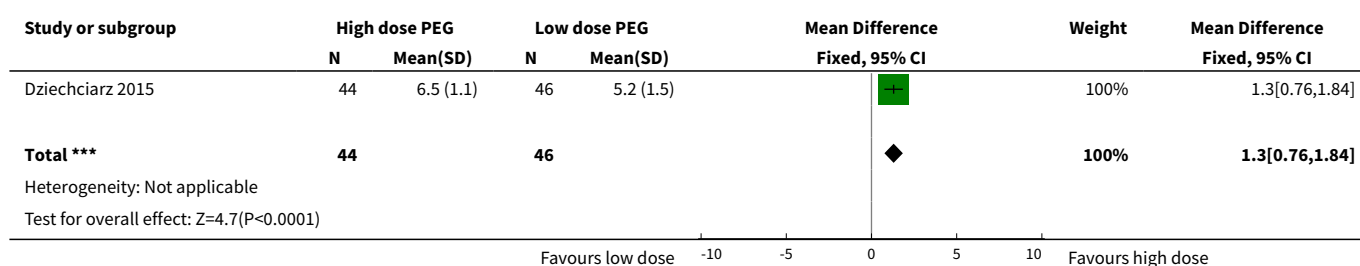 Study or subgroup High dose PEG Low dose PEG Mean Difference Weight Mean Difference
N Mean(SD) N Mean(SD) Fixed, 95% CI Fixed, 95% CI
Dziechciarz 2015 44 6.5 (1.1) 46 5.2 (1.5) 100% 1.3[0.76,1.84]
Total *** 44 46 100% 1.3[0.76,1.84]
Heterogeneity: Not applicable
Test for overall effect: Z=4.7(P<0.0001)
Favours low dose -10 -5 0 5 10 Favours high dose